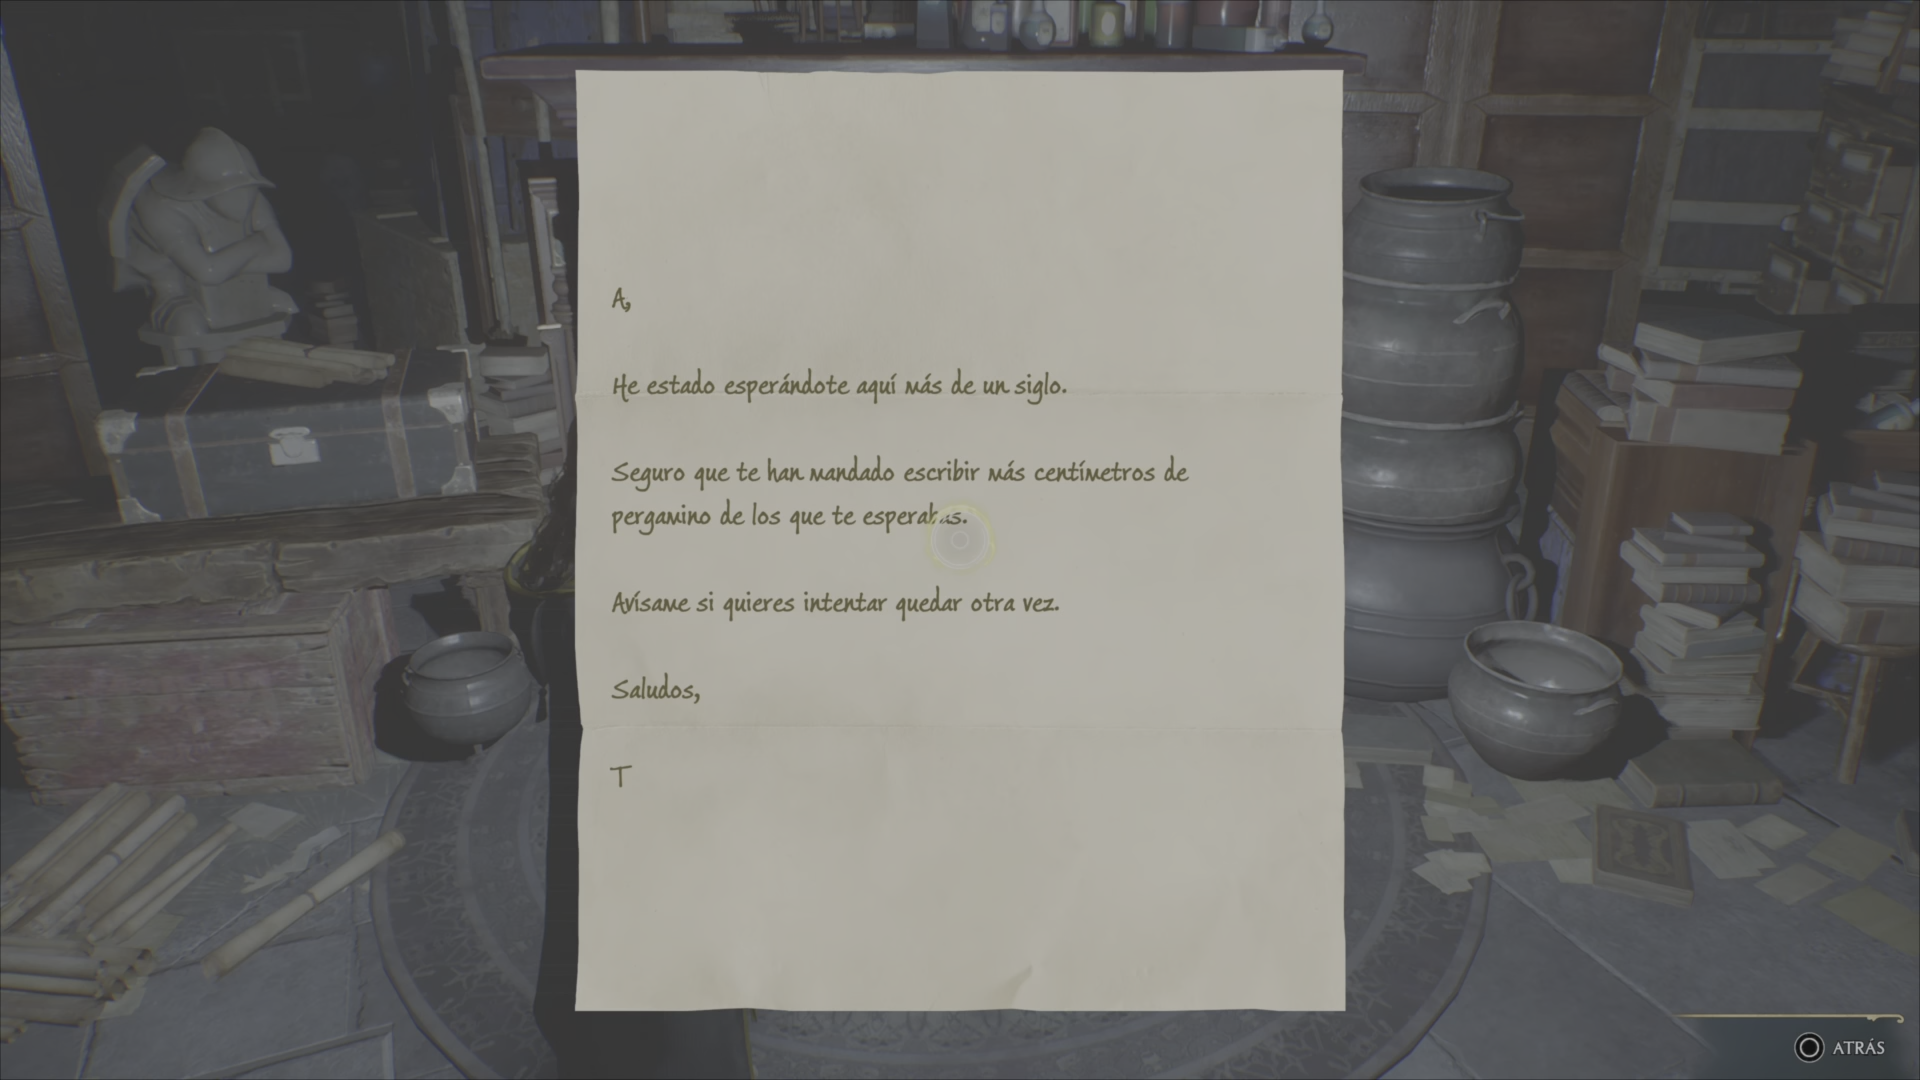 A,
He estado esperándote aquí más de un siglo.
Seguro que te han mandado escribir más centímetros de
pergamino de los que te esperabas.
Avísame si quieres intentar quedar otra vez.
Saludos,
T
ATRÁS